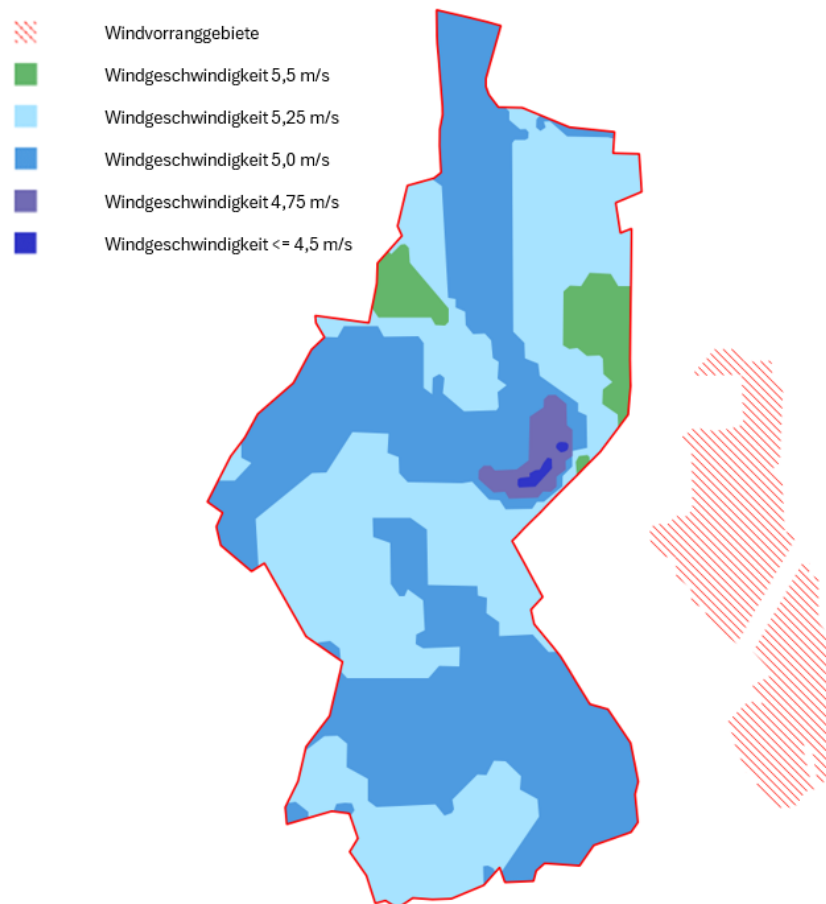 Windvorranggebiete
Windgeschwindigkeit 5,5 m/s
Windgeschwindigkeit 5,25 m/s
Windgeschwindigkeit 5,0 m/s
Windgeschwindigkeit 4,75 m/s
Windgeschwindigkeit <= 4,5 m/s